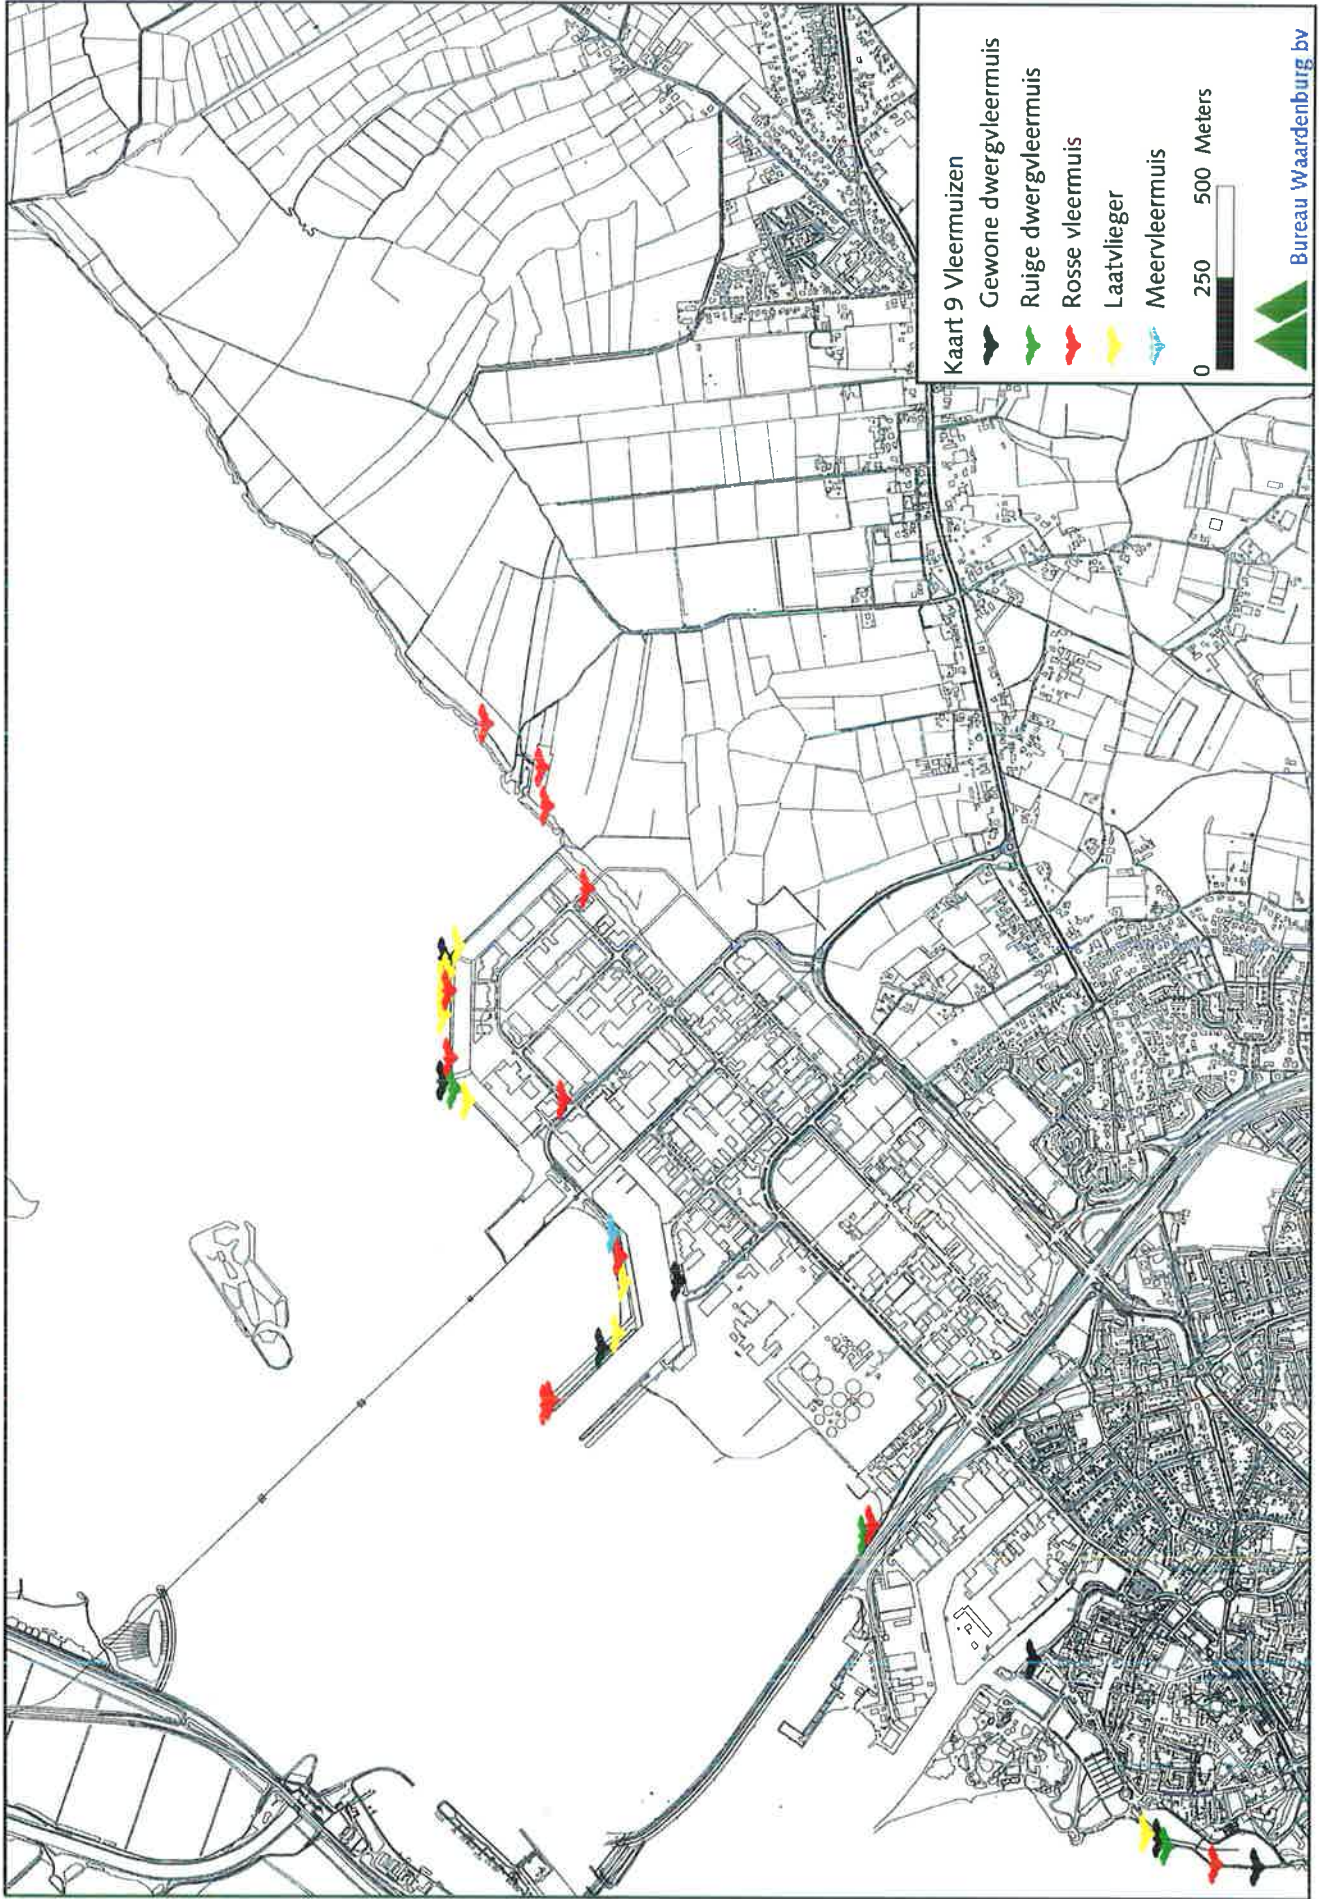 Kaart 9 Vleermuizen
Gewone dwergvleermuis
Ruige dwergvleermuis
Rosse vleermuis
Laatvlieger
Meervleermuis
0 250 500 Meters
Bureau Waardenburg bv